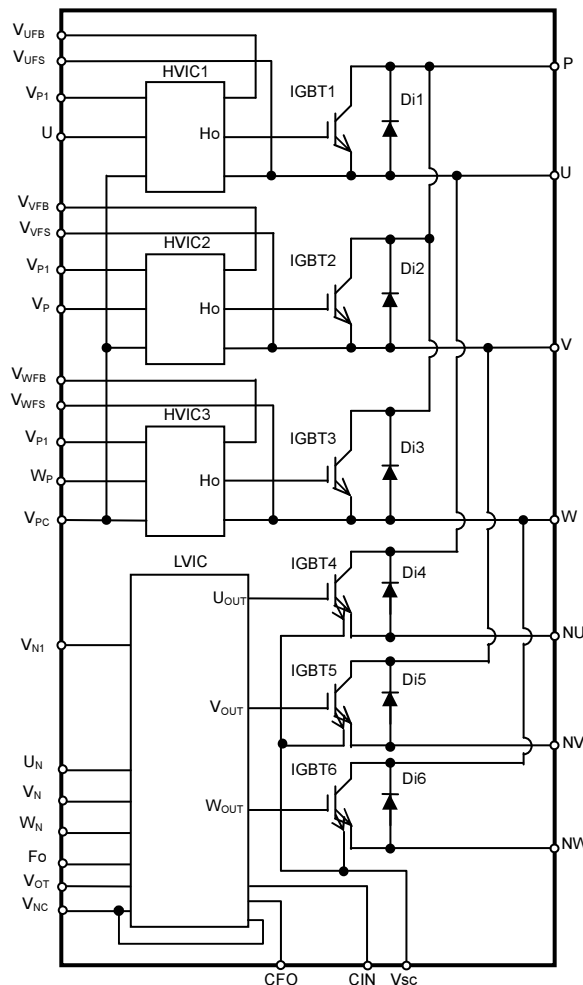 VUFB
VUFS
HVIC1
VP1
U
Ho
IGBT1
Di1
P
U
VVFB
VVFS
HVIC2
VP1
VP
Ho
IGBT2
Di2
V
VWFB
VWFS
HVIC3
VP1
WP
VPC
Ho
IGBT3
Di3
W
LVIC
IGBT4
UOUT
Di4
NU
VN1
IGBT5
VOUT
Di5
NV
UN
VN
WN
Fo
VOT
VNC
IGBT6
WOUT
Di6
NW
CFO
CIN
Vsc